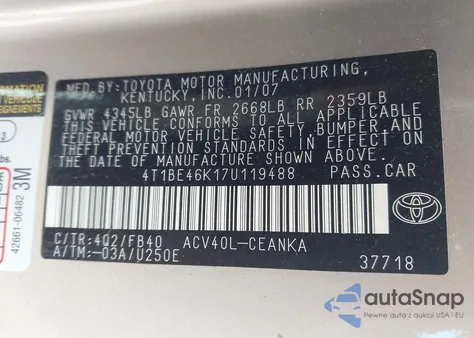 MFD.BY:TOYOTA MOTOR MANUFACTURING,
KENTUCKY, INC. 01/07
GVWR 4345LB GAWR FR 2668LB RR 2359LB
THIS VEHICLE CONFORMS TO ALL APPLICABLE
FEDERAL MOTOR VEHICLE SAFETY, BUMPER, AND
THEFT PREVENTION STANDARDS IN EFFECT ON
THE DATE OF MANUFACTURE SHOWN ABOVE.
4T1BE46K17U119488 PASS.CAR
C/TR:4Q2/FB40 ACV40L-CEANKA
A/TM:-03A/U250E
37718
TOYOTA
42661-06482 3M
autoSnap
Pewne auta z USA i EU